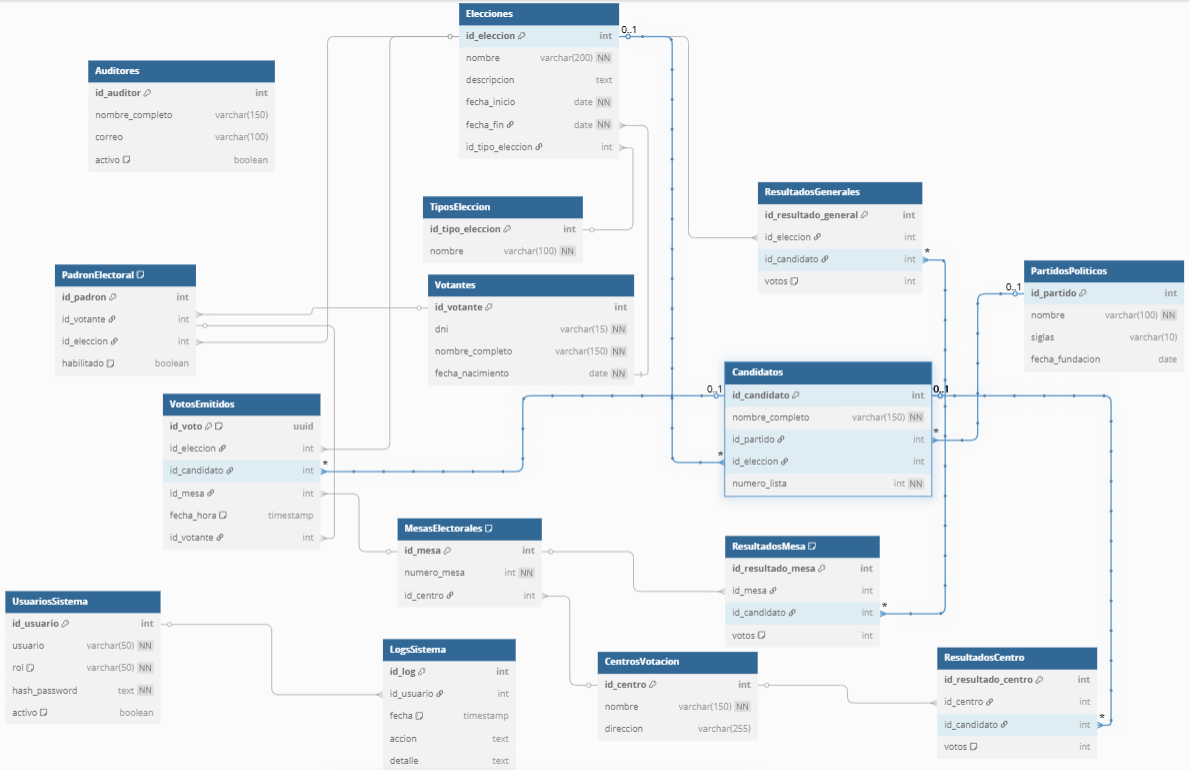 Elecciones
id_eleccion int
nombre varchar(200) NN
descripcion text
fecha_inicio date NN
fecha_fin date NN
id_tipo_eleccion int
0..1
Auditores
id_auditor int
nombre_completo varchar(150)
correo varchar(100)
activo boolean
TiposEleccion
id_tipo_eleccion int
nombre varchar(100) NN
ResultadosGenerales
id_resultado_general int
id_eleccion int
id_candidato int
votos int
*
PadronElectoral
id_padron int
id_votante int
id_eleccion int
habilitado boolean
Votantes
id_votante int
dni varchar(15) NN
nombre_completo varchar(150) NN
fecha_nacimiento date NN
PartidosPoliticos
0..1
id_partido int
nombre varchar(100) NN
siglas varchar(10)
fecha_fundacion date
Candidatos
0..1
id_candidato int
0..1
nombre_completo varchar(150) NN
id_partido int
*
*
id_eleccion int
numero_lista int NN
VotosEmitidos
id_voto uuid
id_eleccion int
id_candidato int
*
id_mesa int
fecha_hora timestamp
id_votante int
MesasElectorales
id_mesa int
numero_mesa int NN
id_centro int
ResultadosMesa
id_resultado_mesa int
id_mesa int
id_candidato int
*
votos int
UsuariosSistema
id_usuario int
usuario varchar(50) NN
rol varchar(50) NN
hash_password text NN
activo boolean
LogsSistema
id_log int
id_usuario int
fecha timestamp
accion text
detalle text
CentrosVotacion
id_centro int
nombre varchar(150) NN
direccion varchar(255)
ResultadosCentro
id_resultado_centro int
id_centro int
id_candidato int
*
votos int